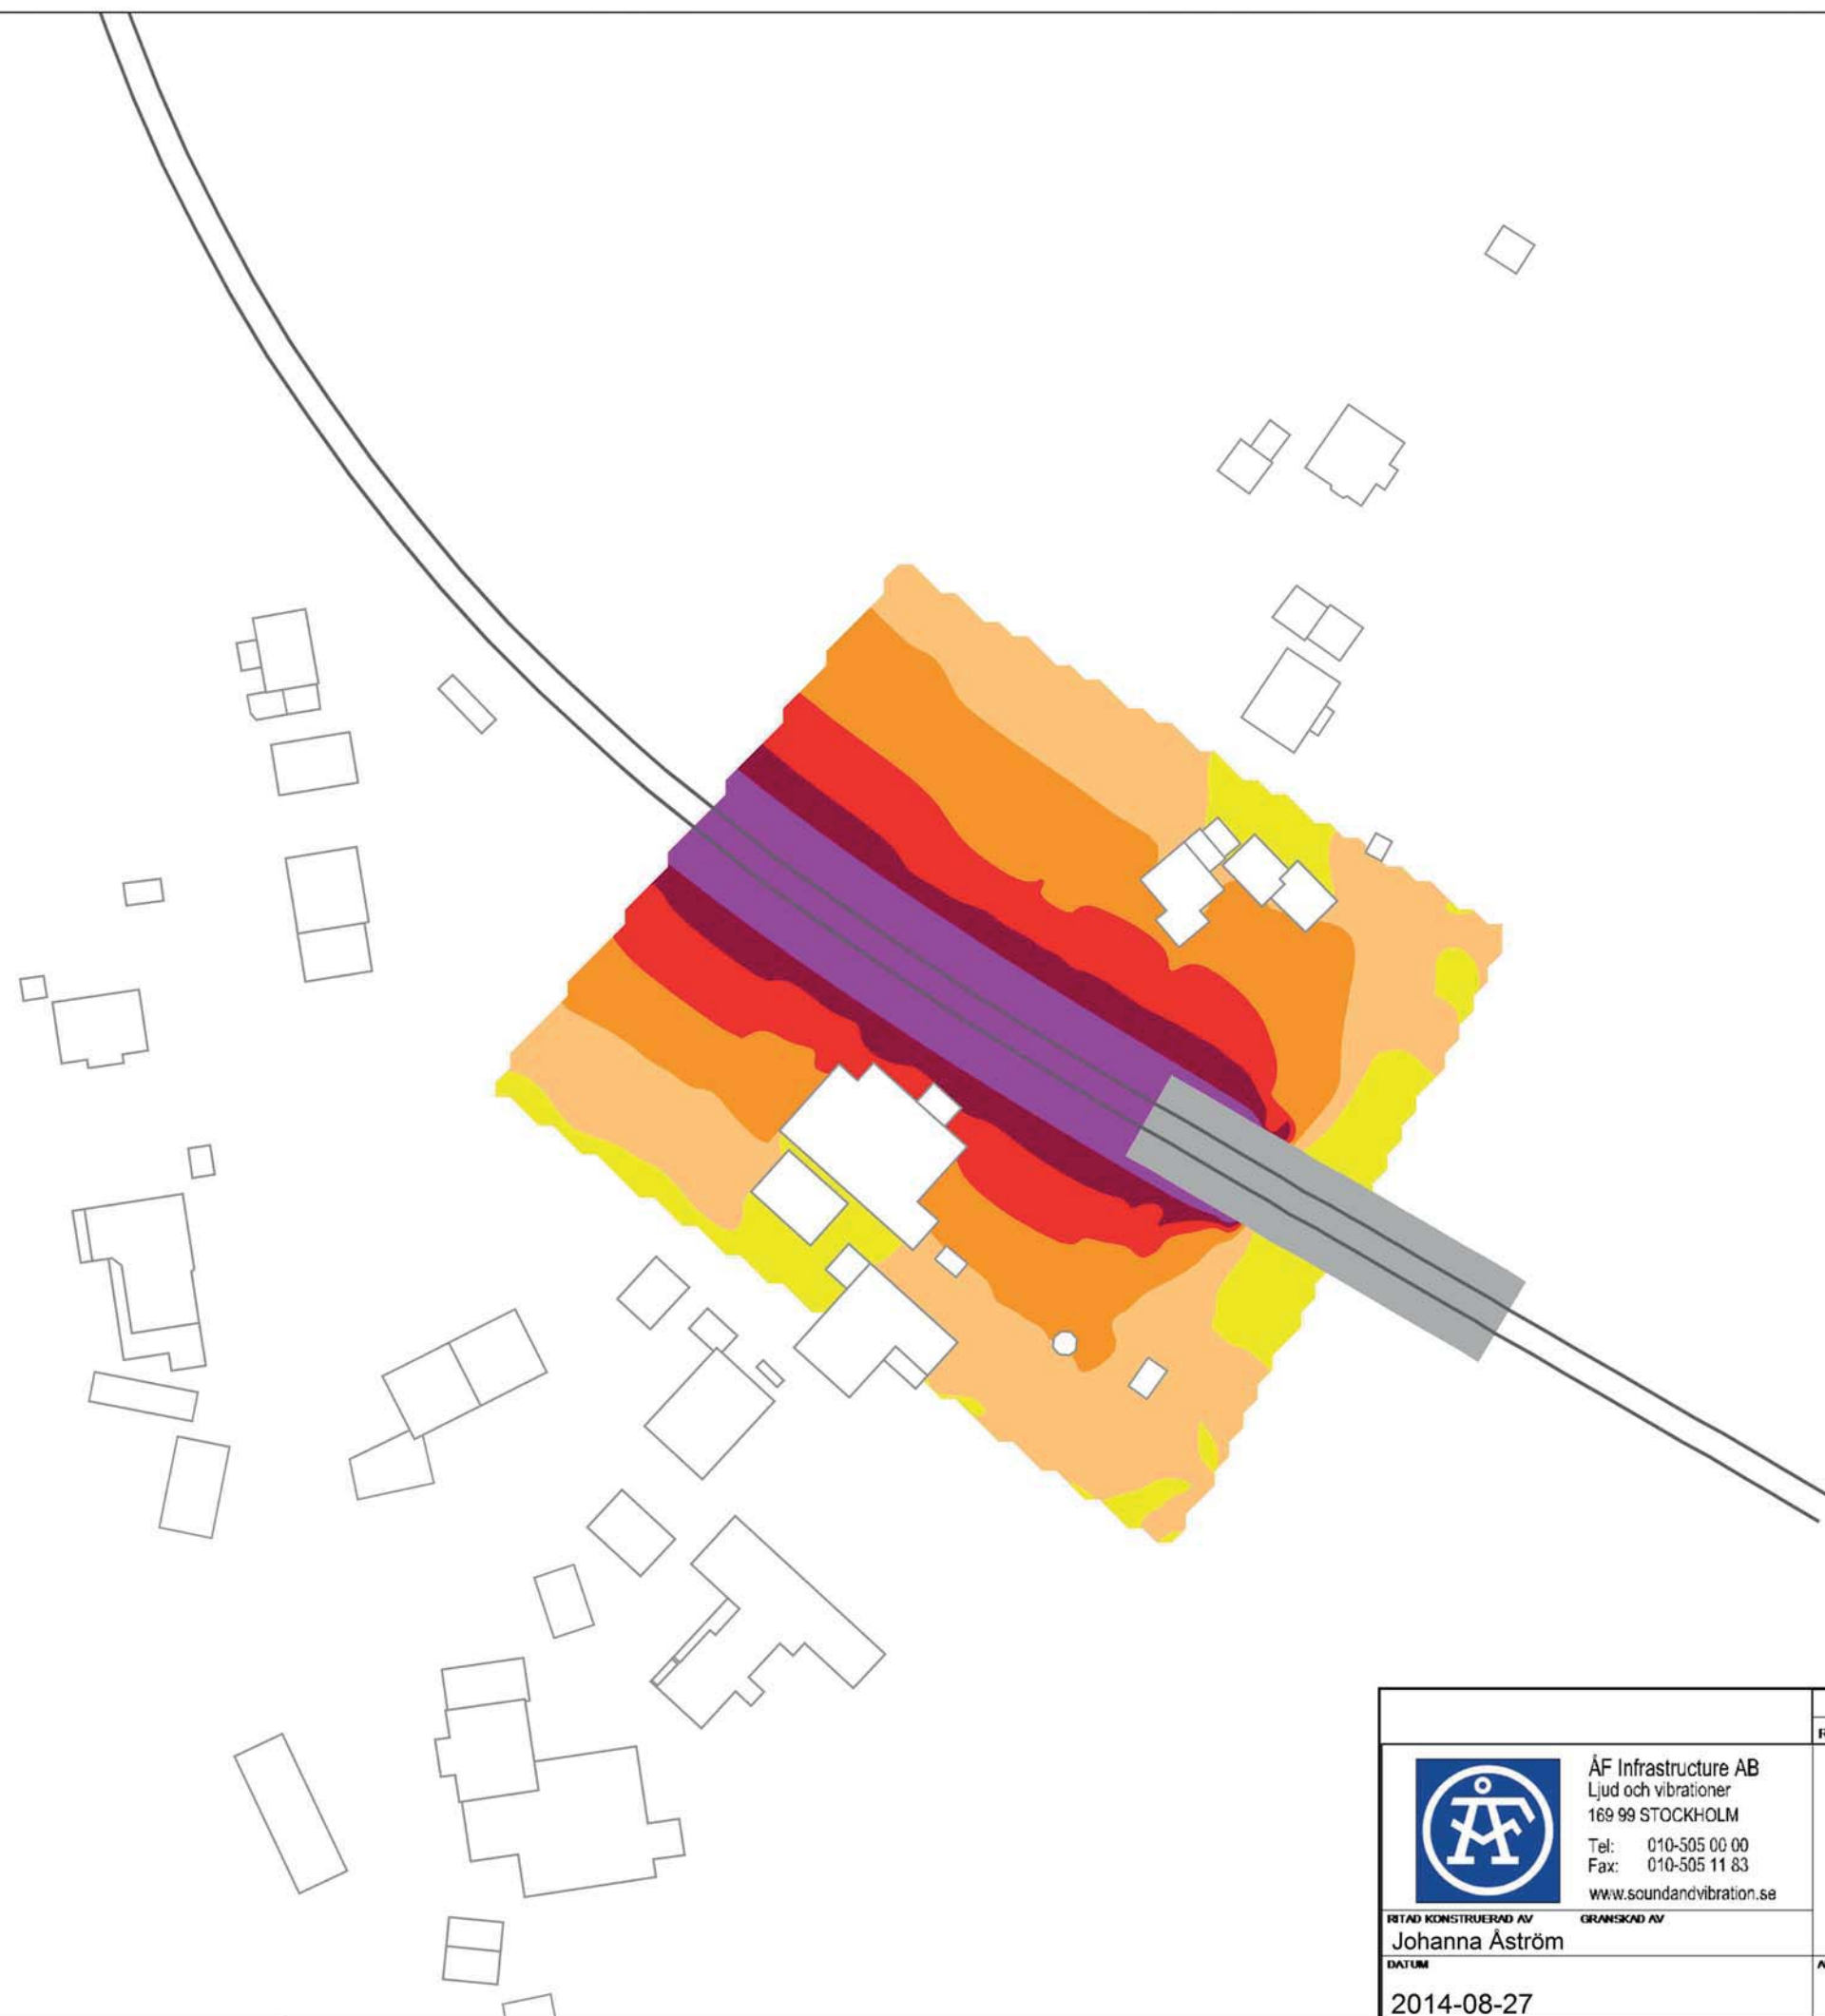 ÅF
ÅF Infrastructure AB
Ljud och vibrationer
169 99 STOCKHOLM
Tel: 010-505 00 00
Fax: 010-505 11 83
www.soundandvibration.se
RITAD KONSTRUERAD AV GRANSKAD AV
Johanna Åström
DATUM
2014-08-27